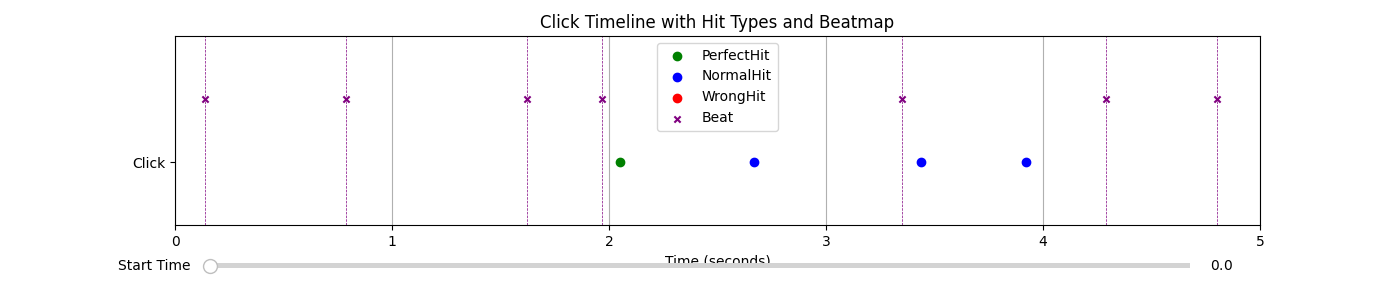 Click Timeline with Hit Types and Beatmap
PerfectHit
NormalHit
WrongHit
Beat
Click
0 1 2 3 4 5
Time (seconds)
Start Time 0.0